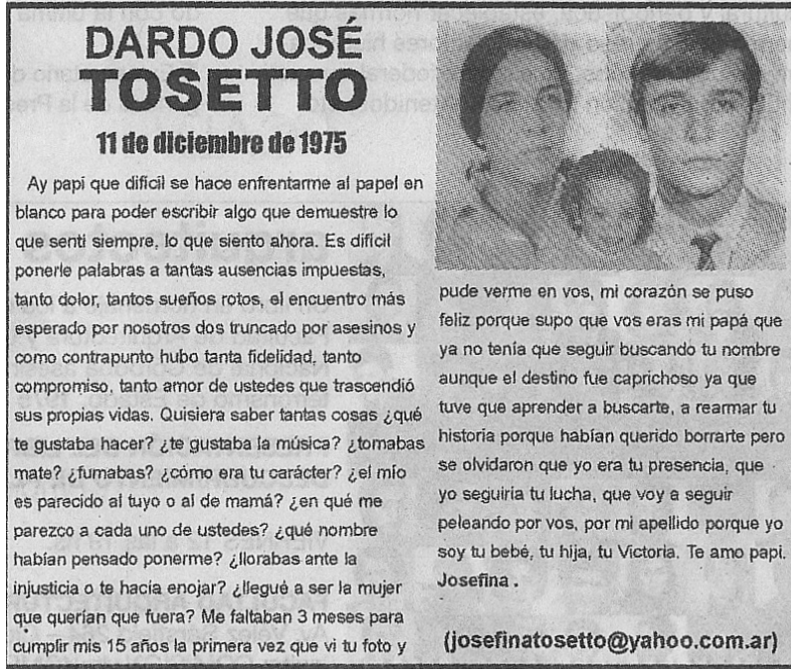 DARDO JOSÉ
TOSETTO
11 de diciembre de 1975
Ay papi que difícil se hace enfrentarme al papel en
blanco para poder escribir algo que demuestre lo
que senti siempre, lo que siento ahora. Es difícil
ponerle palabras a tantas ausencias impuestas,
tanto dolor, tantos sueños rotos, el encuentro más
esperado por nosotros dos truncado por asesinos y
como contrapunto hubo tanta fidelidad, tanto
compromiso, tanto amor de ustedes que trascendió
sus propias vidas. Quisiera saber tantas cosas ¿qué
te gustaba hacer? ¿te gustaba la música? ¿tomabas
mate? ¿fumabas? ¿cómo era tu carácter? ¿el mío
es parecido al tuyo o al de mamá? ¿en qué me
parezco a cada uno de ustedes? ¿qué nombre
habían pensado ponerme? ¿llorabas ante la
injusticia o te hacía enojar? ¿llegué a ser la mujer
que querían que fuera? Me faltaban 3 meses para
cumplir mis 15 años la primera vez que vi tu foto y
pude verme en vos, mi corazón se puso
feliz porque supo que vos eras mi papá que
ya no tenía que seguir buscando tu nombre
aunque el destino fue caprichoso ya que
tuve que aprender a buscarte, a rearmar tu
historia porque habían querido borrarte pero
se olvidaron que yo era tu presencia, que
yo seguiría tu lucha, que voy a seguir
peleando por vos, por mi apellido porque yo
soy tu bebé, tu hija, tu Victoria. Te amo papi.
Josefina .
(josefinatosetto@yahoo.com.ar)